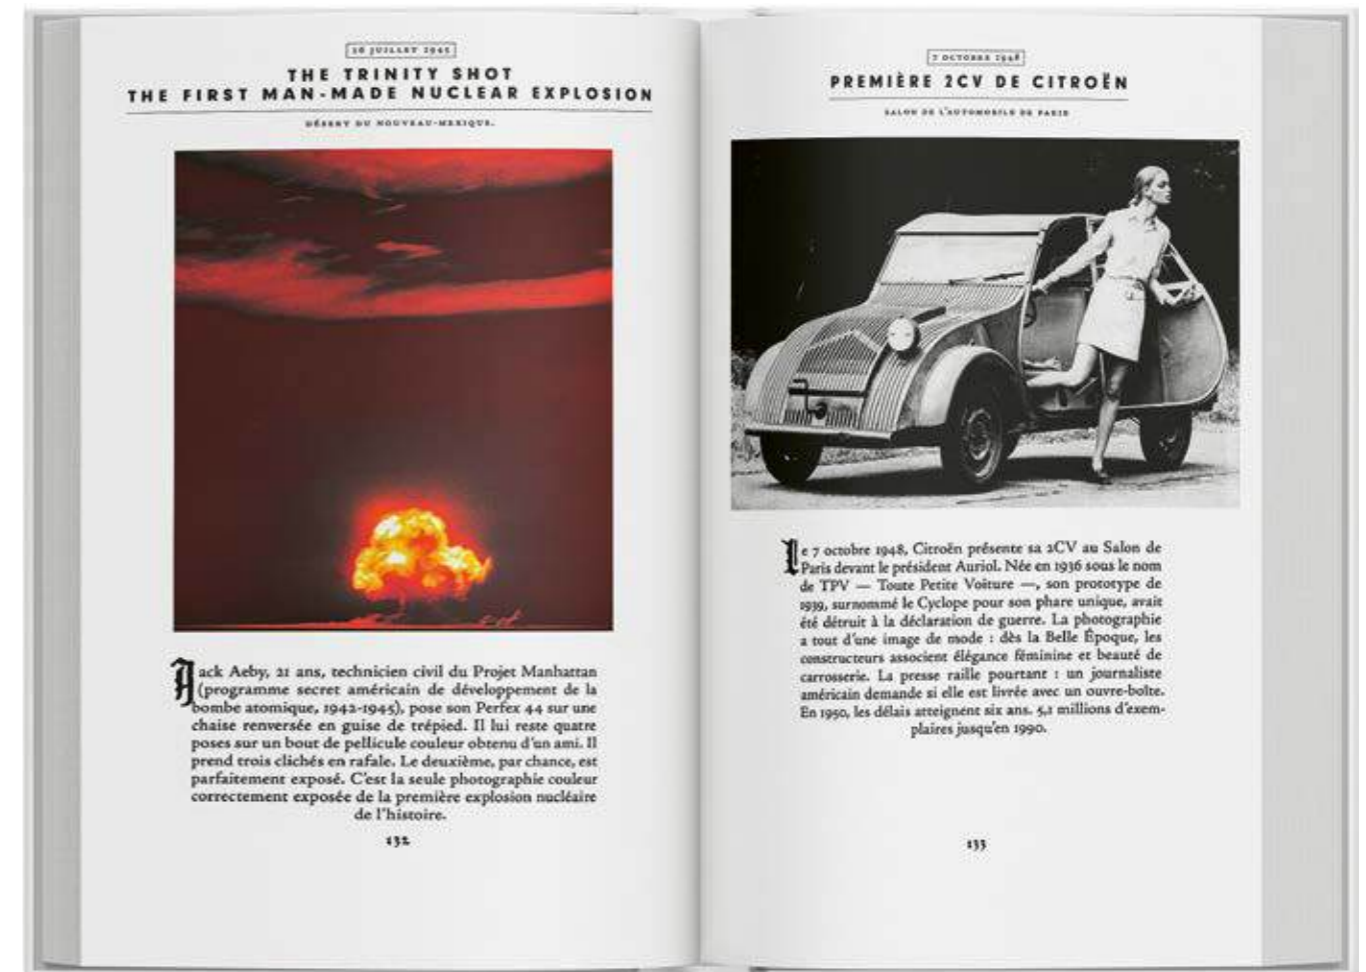 16 JUILLET 1945
THE TRINITY SHOT
THE FIRST MAN-MADE NUCLEAR EXPLOSION
DÉSERT DU NOUVEAU-MEXIQUE.
Jack Aeby, 21 ans, technicien civil du Projet Manhattan
(programme secret américain de développement de la
bombe atomique, 1942-1945), pose son Perfex 44 sur une
chaise renversée en guise de trépied. Il lui reste quatre
poses sur un bout de pellicule couleur obtenu d'un ami. Il
prend trois clichés en rafale. Le deuxième, par chance, est
parfaitement exposé. C'est la seule photographie couleur
correctement exposée de la première explosion nucléaire
de l'histoire.
132
7 OCTOBRE 1948
PREMIÈRE 2CV DE CITROËN
SALON DE L'AUTOMOBILE DE PARIS
Le 7 octobre 1948, Citroën présente sa 2CV au Salon de
Paris devant le président Auriol. Née en 1936 sous le nom
de TPV — Toute Petite Voiture —, son prototype de
1939, surnommé le Cyclope pour son phare unique, avait
été détruit à la déclaration de guerre. La photographie
a tout d'une image de mode : dès la Belle Époque, les
constructeurs associent élégance féminine et beauté de
carrosserie. La presse raille pourtant : un journaliste
américain demande si elle est livrée avec un ouvre-boîte.
En 1950, les délais atteignent six ans. 5,1 millions d'exem-
plaires jusqu'en 1990.
133